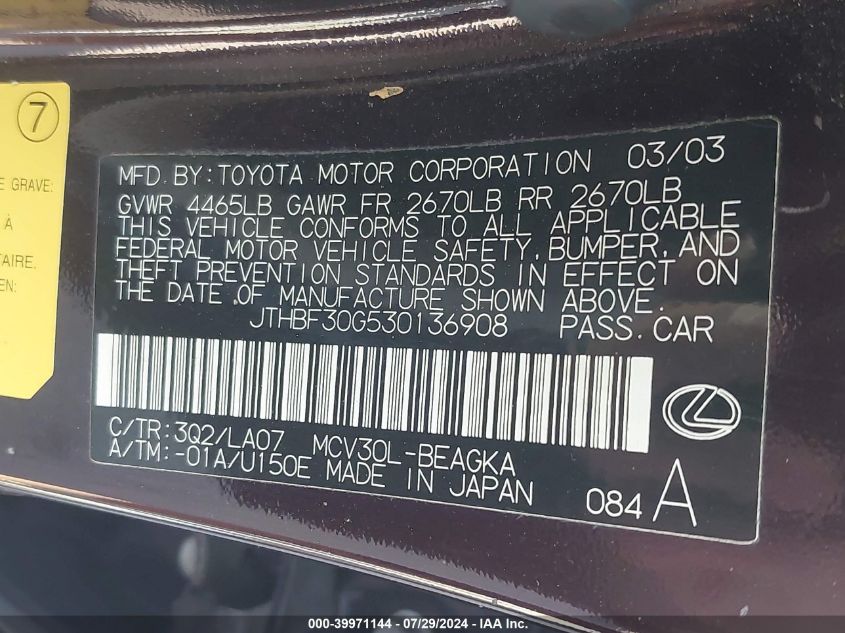 7
E GRAVE:
À
TAIRE.
EN:
MFD. BY: TOYOTA MOTOR CORPORATION 03/03
GVWR 4465LB GAWR FR 2670LB RR 2670LB
THIS VEHICLE CONFORMS TO ALL APPLICABLE
FEDERAL MOTOR VEHICLE SAFETY, BUMPER, AND
THEFT PREVENTION STANDARDS IN EFFECT ON
THE DATE OF MANUFACTURE SHOWN ABOVE.
JTHBF30G530136908 PASS. CAR
C/TR: 3Q2/LA07 MCV30L-BEAGKA
A/TM: -01A/U150E MADE IN JAPAN
084 A
000-39971144 - 07/29/2024 - IAAI Inc.